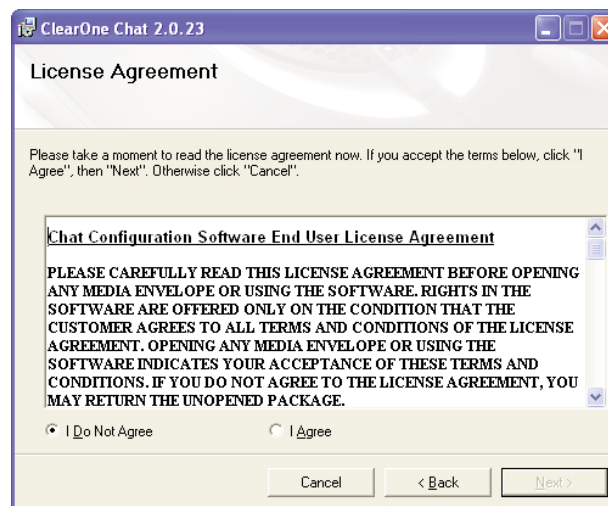 ClearOne Chat 2.0.23
License Agreement
Please take a moment to read the license agreement now. If you accept the terms below, click "I
Agree", then "Next". Otherwise click "Cancel".
Chat Configuration Software End User License Agreement
PLEASE CAREFULLY READ THIS LICENSE AGREEMENT BEFORE OPENING
ANY MEDIA ENVELOPE OR USING THE SOFTWARE. RIGHTS IN THE
SOFTWARE ARE OFFERED ONLY ON THE CONDITION THAT THE
CUSTOMER AGREES TO ALL TERMS AND CONDITIONS OF THE LICENSE
AGREEMENT. OPENING ANY MEDIA ENVELOPE OR USING THE
SOFTWARE INDICATES YOUR ACCEPTANCE OF THESE TERMS AND
CONDITIONS. IF YOU DO NOT AGREE TO THE LICENSE AGREEMENT, YOU
MAY RETURN THE UNOPENED PACKAGE.
I Do Not Agree I Agree
Cancel < Back Next >